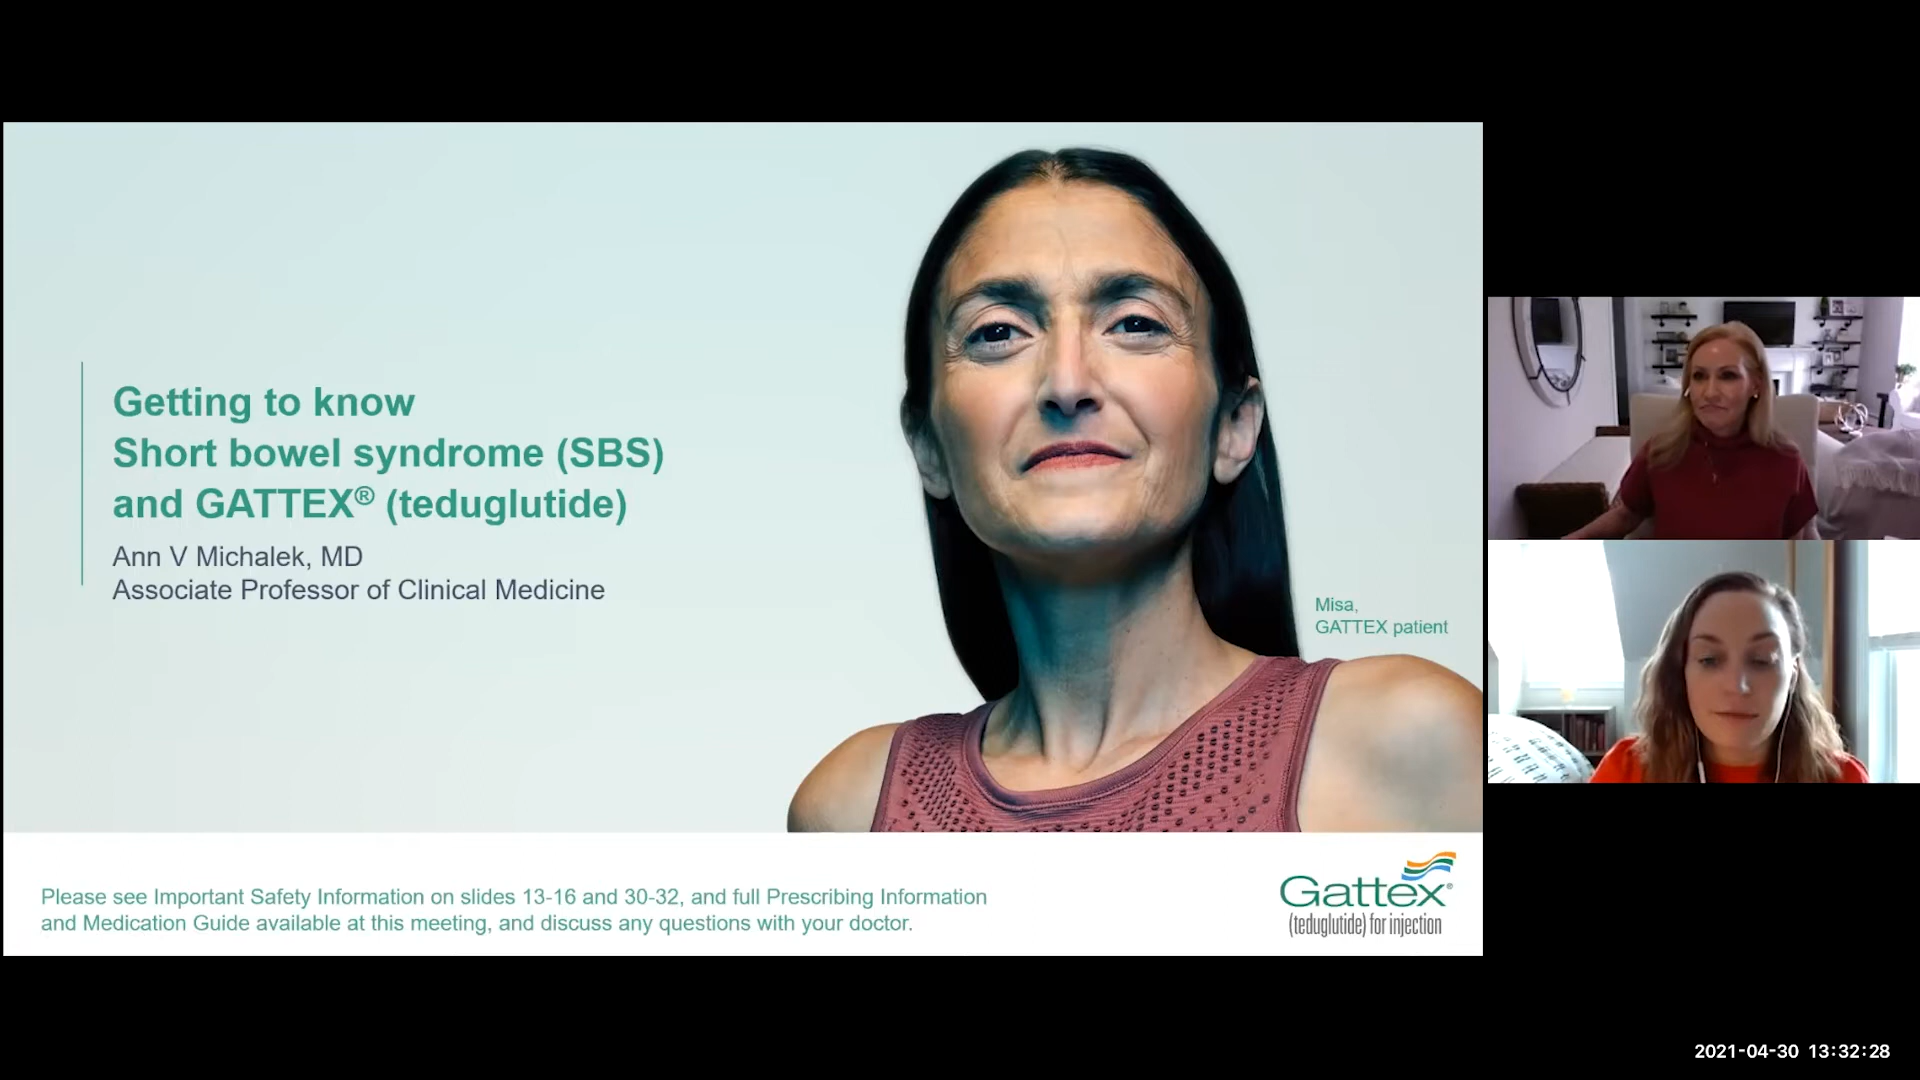 Getting to know
Short bowel syndrome (SBS)
and GATTEX® (teduglutide)
Ann V Michalek, MD
Associate Professor of Clinical Medicine
Misa,
GATTEX patient
Please see Important Safety Information on slides 13-16 and 30-32, and full Prescribing Information
and Medication Guide available at this meeting, and discuss any questions with your doctor.
Gattex®
(teduglutide) for injection
2021-04-30 13:32:28